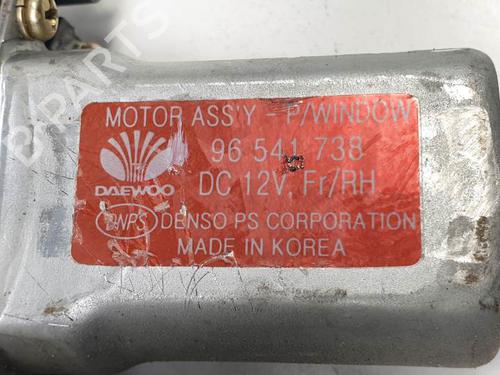 MOTOR ASS'Y - P/WINDOW
96 541 738
DAEWOO
DC 12V, Fr/RH
DWPS DENSO PS CORPORATION
MADE IN KOREA
B-PARTS